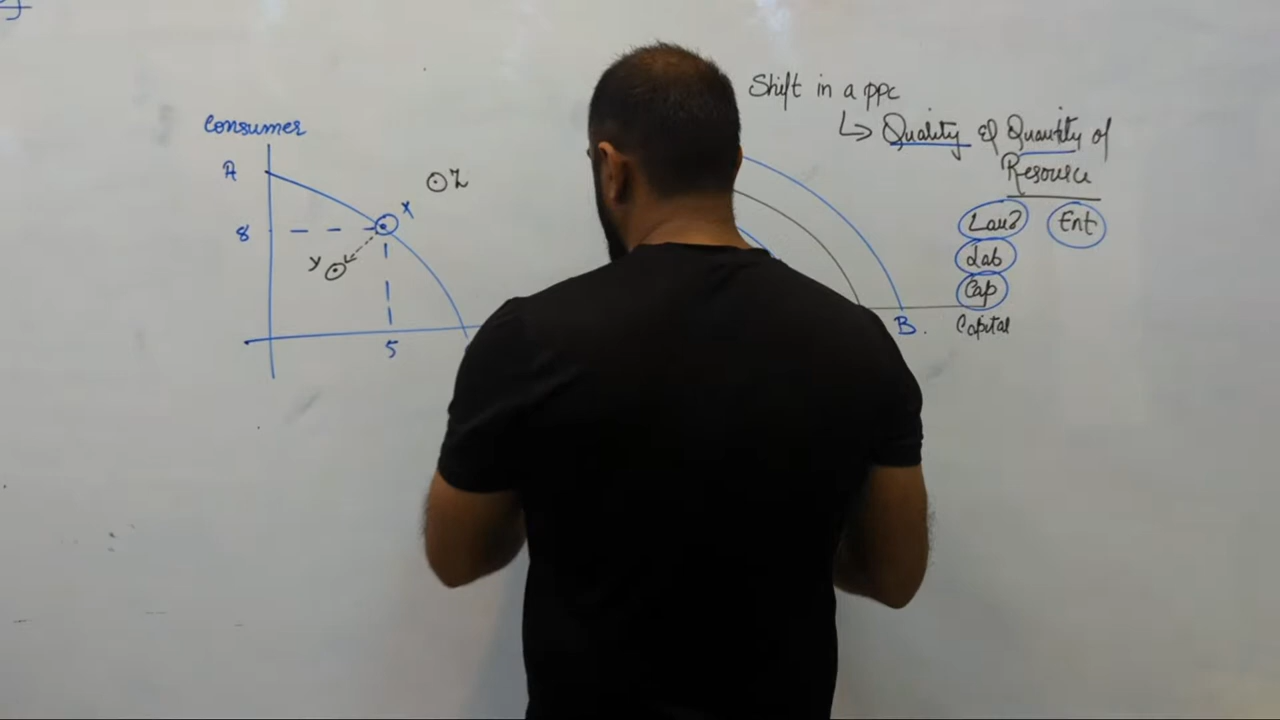 Consumer
A
8
X
Y
Z
5
Shift in a ppc
↳ Quality & Quantity of
Resource
Land Ent
Lab
Cap
B. Capital